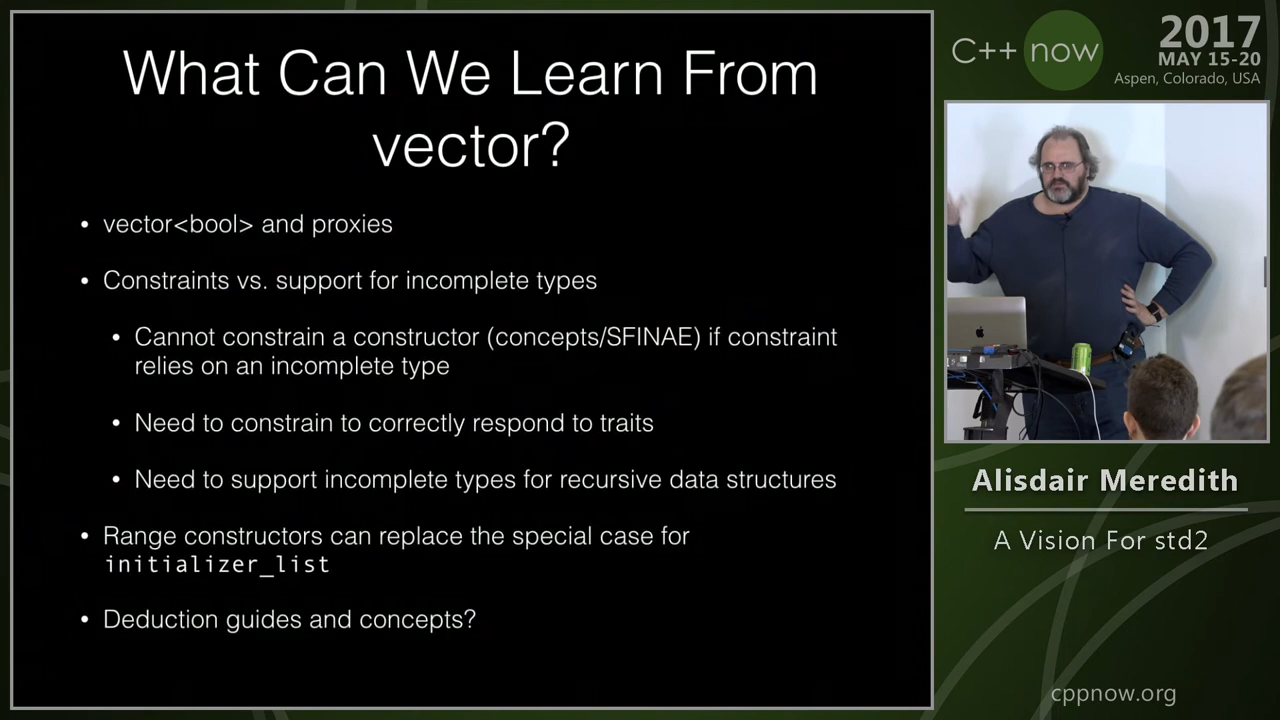 What Can We Learn From
vector?
• vector<bool> and proxies
• Constraints vs. support for incomplete types
• Cannot constrain a constructor (concepts/SFINAE) if constraint
relies on an incomplete type
• Need to constrain to correctly respond to traits
• Need to support incomplete types for recursive data structures
• Range constructors can replace the special case for
initializer_list
• Deduction guides and concepts?
C++ now
2017
MAY 15-20
Aspen, Colorado, USA
Alisdair Meredith
A Vision For std2
cppnow.org